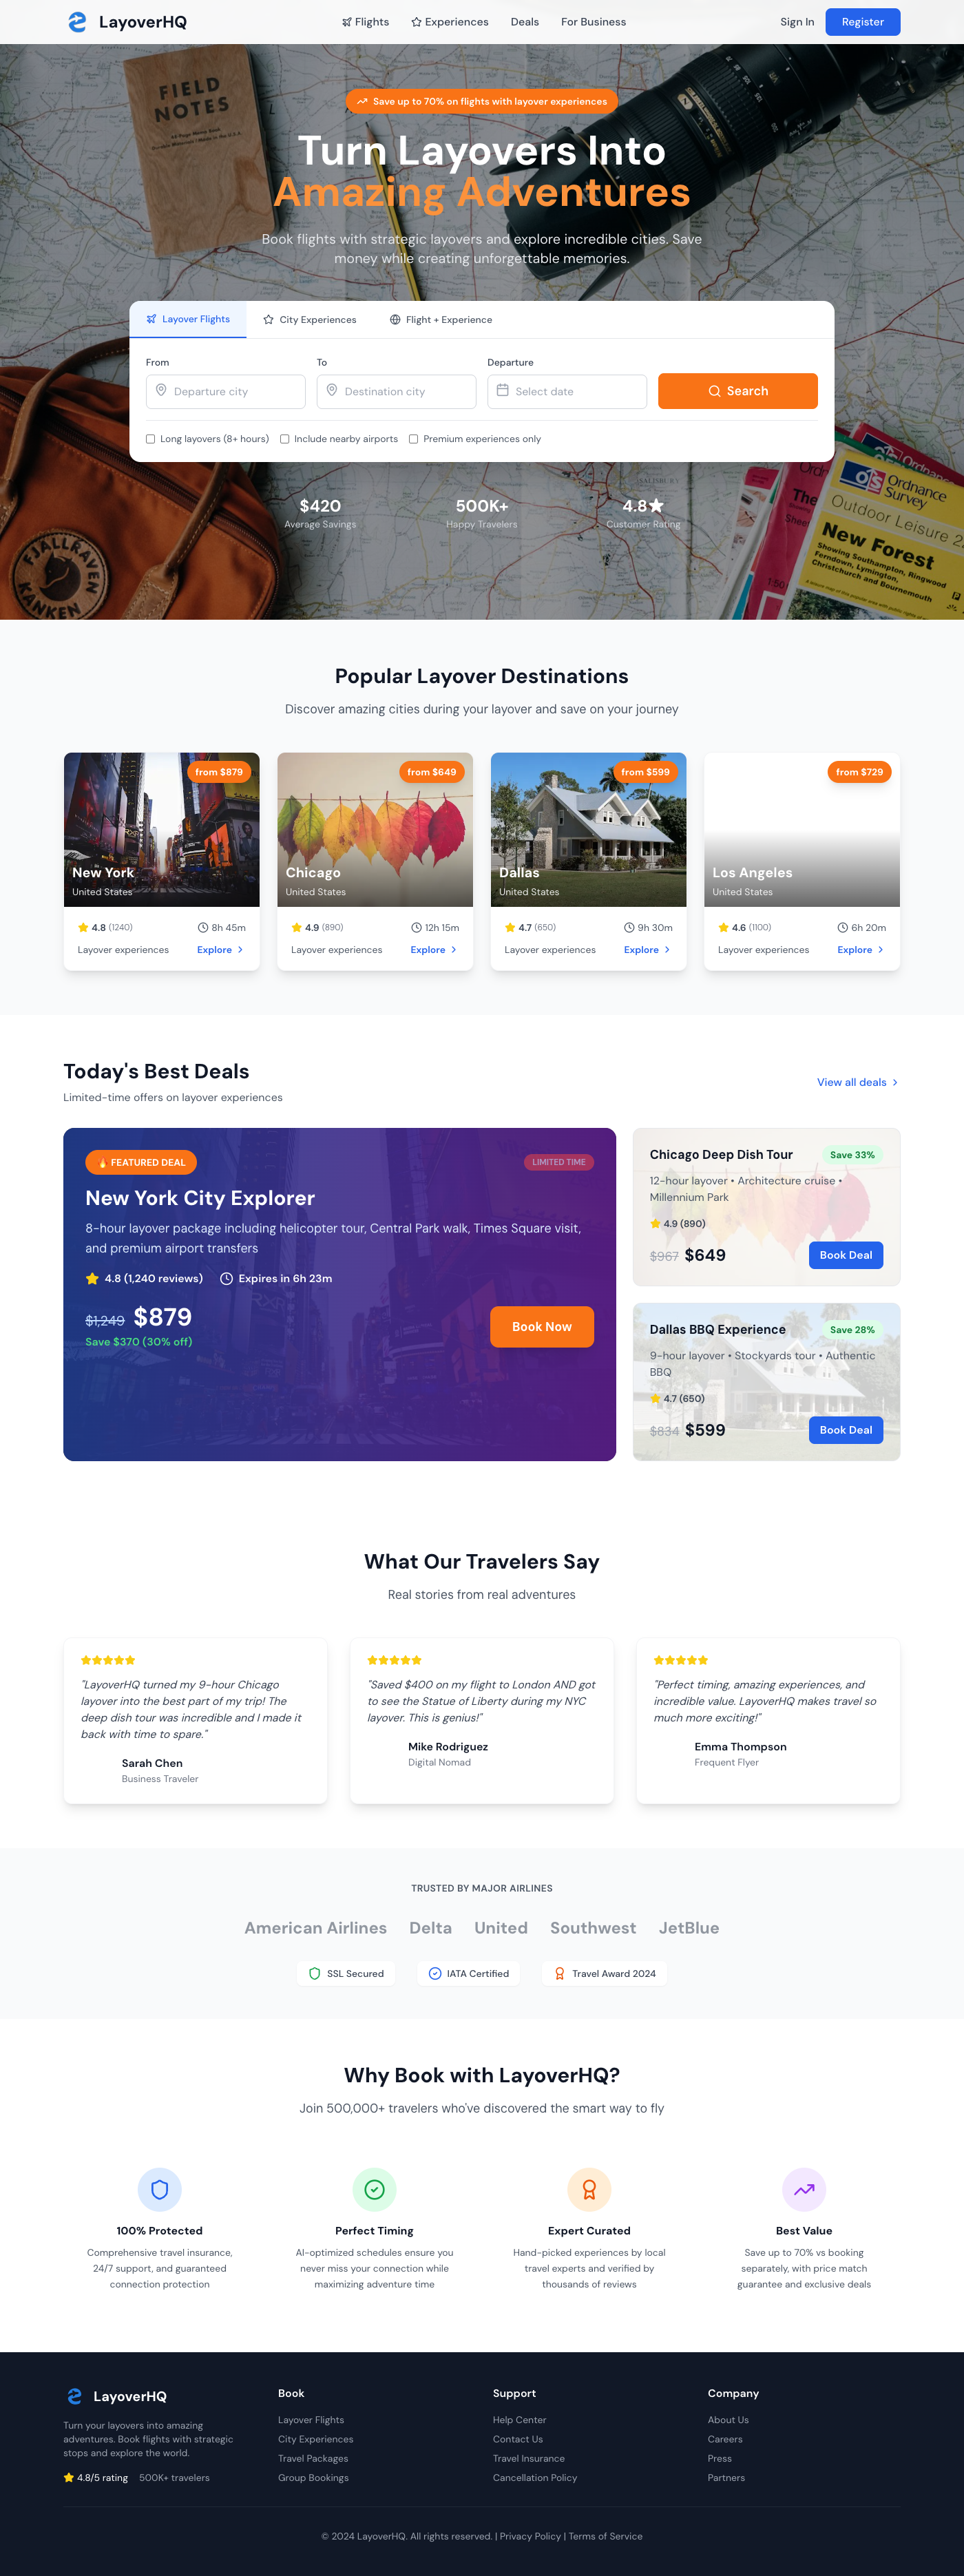 LayoverHQ
Flights
Experiences
Deals
For Business
Sign In
Register
FIELD
NOTES
Save up to 70% on flights with layover experiences
Turn Layovers Into
Amazing Adventures
Book flights with strategic layovers and explore incredible cities. Save
money while creating unforgettable memories.
Layover Flights
City Experiences
Flight + Experience
From
To
Departure
Departure city
Destination city
Select date
Search
Long layovers (8+ hours)
Include nearby airports
Premium experiences only
$420
Average Savings
500K+
Happy Travelers
4.8★
Customer Rating
FJÄLLRÄVEN
KÅNKEN
Ordnance
Survey
Outdoor Leisure 2
Showing Southampton, Ringwood
Ferndown, Lymington,
Christchurch and Bournemouth
New Forest
Popular Layover Destinations
Discover amazing cities during your layover and save on your journey
from $879
New York
United States
4.8 (1240)
8h 45m
Layover experiences
Explore
from $649
Chicago
United States
4.9 (890)
12h 15m
Layover experiences
Explore
from $599
Dallas
United States
4.7 (650)
9h 30m
Layover experiences
Explore
from $729
Los Angeles
United States
4.6 (1100)
6h 20m
Layover experiences
Explore
Today's Best Deals
Limited-time offers on layover experiences
View all deals
🔥 FEATURED DEAL
LIMITED TIME
New York City Explorer
8-hour layover package including helicopter tour, Central Park walk, Times Square visit,
and premium airport transfers
4.8 (1,240 reviews)
Expires in 6h 23m
$1,249 $879
Save $370 (30% off)
Book Now
Chicago Deep Dish Tour
Save 33%
12-hour layover • Architecture cruise •
Millennium Park
4.9 (890)
$967 $649
Book Deal
Dallas BBQ Experience
Save 28%
9-hour layover • Stockyards tour • Authentic
BBQ
4.7 (650)
$834 $599
Book Deal
What Our Travelers Say
Real stories from real adventures
"LayoverHQ turned my 9-hour Chicago
layover into the best part of my trip! The
deep dish tour was incredible and I made it
back with time to spare."
Sarah Chen
Business Traveler
"Saved $400 on my flight to London AND got
to see the Statue of Liberty during my NYC
layover. This is genius!"
Mike Rodriguez
Digital Nomad
"Perfect timing, amazing experiences, and
incredible value. LayoverHQ makes travel so
much more exciting!"
Emma Thompson
Frequent Flyer
TRUSTED BY MAJOR AIRLINES
American Airlines
Delta
United
Southwest
JetBlue
SSL Secured
IATA Certified
Travel Award 2024
Why Book with LayoverHQ?
Join 500,000+ travelers who've discovered the smart way to fly
100% Protected
Comprehensive travel insurance,
24/7 support, and guaranteed
connection protection
Perfect Timing
AI-optimized schedules ensure you
never miss your connection while
maximizing adventure time
Expert Curated
Hand-picked experiences by local
travel experts and verified by
thousands of reviews
Best Value
Save up to 70% vs booking
separately, with price match
guarantee and exclusive deals
LayoverHQ
Turn your layovers into amazing
adventures. Book flights with strategic
stops and explore the world.
4.8/5 rating
500K+ travelers
Book
Layover Flights
City Experiences
Travel Packages
Group Bookings
Support
Help Center
Contact Us
Travel Insurance
Cancellation Policy
Company
About Us
Careers
Press
Partners
© 2024 LayoverHQ. All rights reserved. | Privacy Policy | Terms of Service